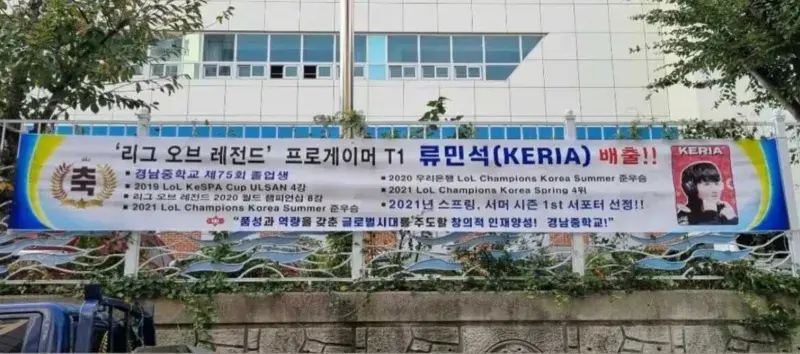 축
'리그 오브 레전드' 프로게이머 T1 류민석(KERIA) 배출!!
• 경남중학교 제75회 졸업생
• 2019 LoL KeSPA Cup ULSAN 4강
• 리그 오브 레전드 2020 월드 챔피언십 8강
• 2021 LoL Champions Korea Summer 준우승
• 2020 우리은행 LoL Champions Korea Summer 준우승
• 2021 LoL Champions Korea Spring 4위
• 2021년 스프링, 서머 시즌 1st 서포터 선정!!
"품성과 역량을 갖춘 글로벌시대를 주도할 창의적 인재양성! 경남중학교!"
KERIA